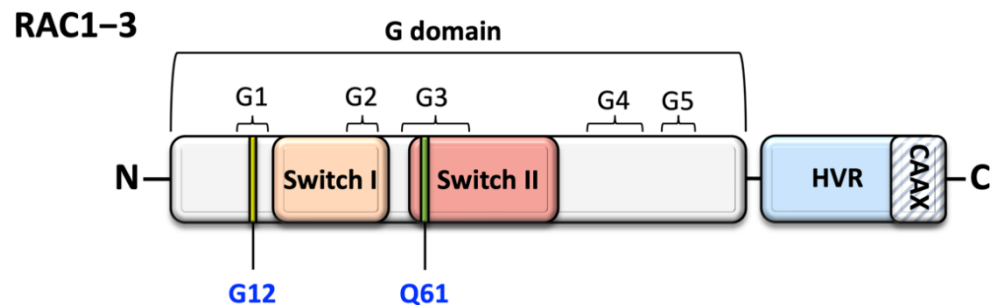 RAC1–3
G domain
G1 G2 G3 G4 G5
N Switch I Switch II HVR CAAX C
G12 Q61